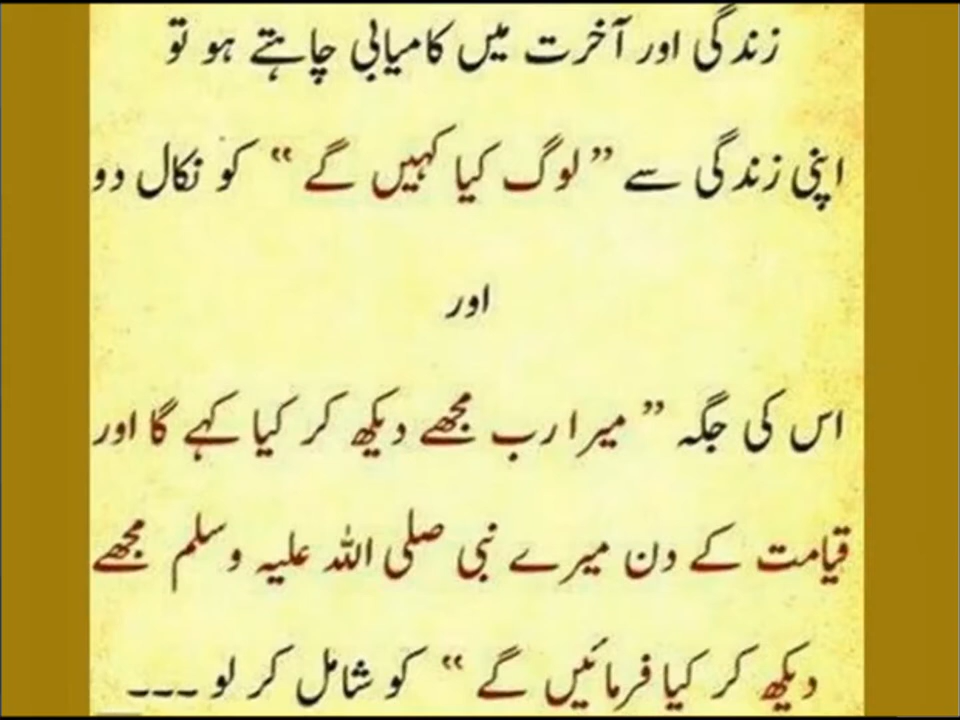 زندگی اور آخرت میں کامیابی چاہتے ہو تو
اپنی زندگی سے ”لوگ کیا کہیں گے“ کو نکال دو
اور
اس کی جگہ ”میرا رب مجھے دیکھ کر کیا کہے گا اور
قیامت کے دن میرے نبی صلی اللہ علیہ وسلم مجھے
دیکھ کر کیا فرمائیں گے“ کو شامل کر لو ۔۔۔